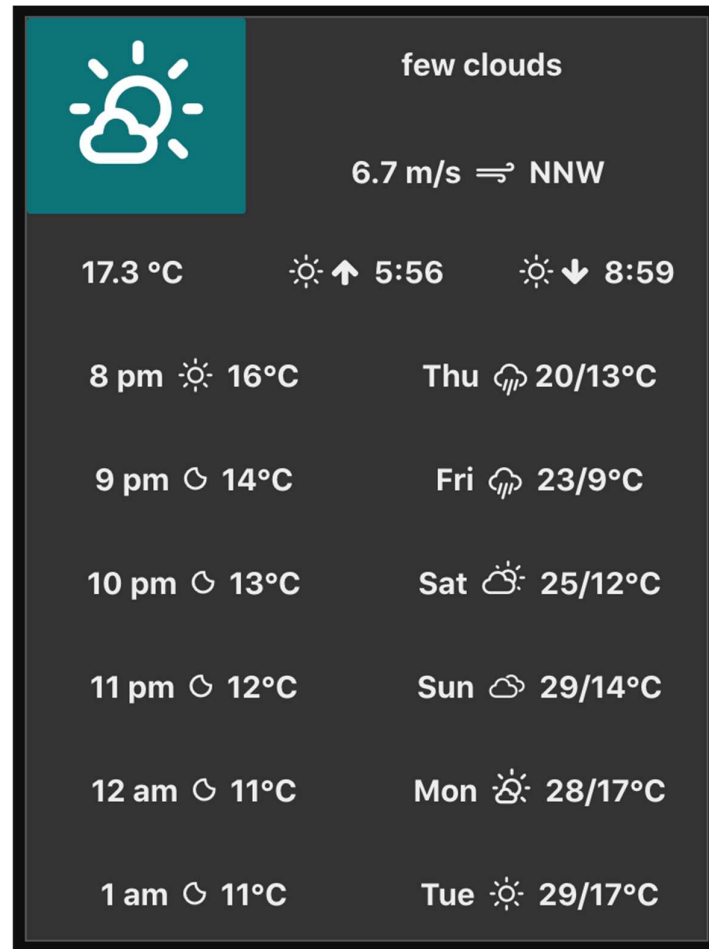 few clouds
6.7 m/s NNW
17.3 °C 5:56 8:59
8 pm 16°C Thu 20/13°C
9 pm 14°C Fri 23/9°C
10 pm 13°C Sat 25/12°C
11 pm 12°C Sun 29/14°C
12 am 11°C Mon 28/17°C
1 am 11°C Tue 29/17°C